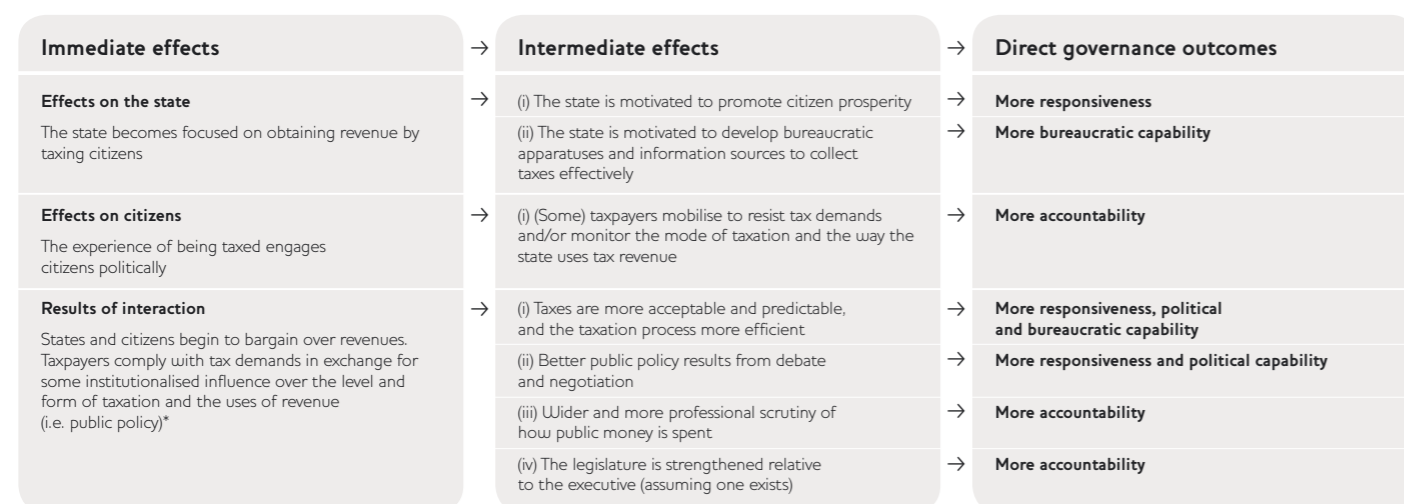 Immediate effects
→
Intermediate effects
→
Direct governance outcomes
Effects on the state
The state becomes focused on obtaining revenue by
taxing citizens
→
(i) The state is motivated to promote citizen prosperity
→
More responsiveness
(ii) The state is motivated to develop bureaucratic
apparatuses and information sources to collect
taxes effectively
→
More bureaucratic capability
Effects on citizens
The experience of being taxed engages
citizens politically
→
(i) (Some) taxpayers mobilise to resist tax demands
and/or monitor the mode of taxation and the way the
state uses tax revenue
→
More accountability
Results of interaction
States and citizens begin to bargain over revenues.
Taxpayers comply with tax demands in exchange for
some institutionalised influence over the level and
form of taxation and the uses of revenue
(i.e. public policy)*
→
(i) Taxes are more acceptable and predictable,
and the taxation process more efficient
→
More responsiveness, political
and bureaucratic capability
(ii) Better public policy results from debate
and negotiation
→
More responsiveness and political capability
(iii) Wider and more professional scrutiny of
how public money is spent
→
More accountability
(iv) The legislature is strengthened relative
to the executive (assuming one exists)
→
More accountability